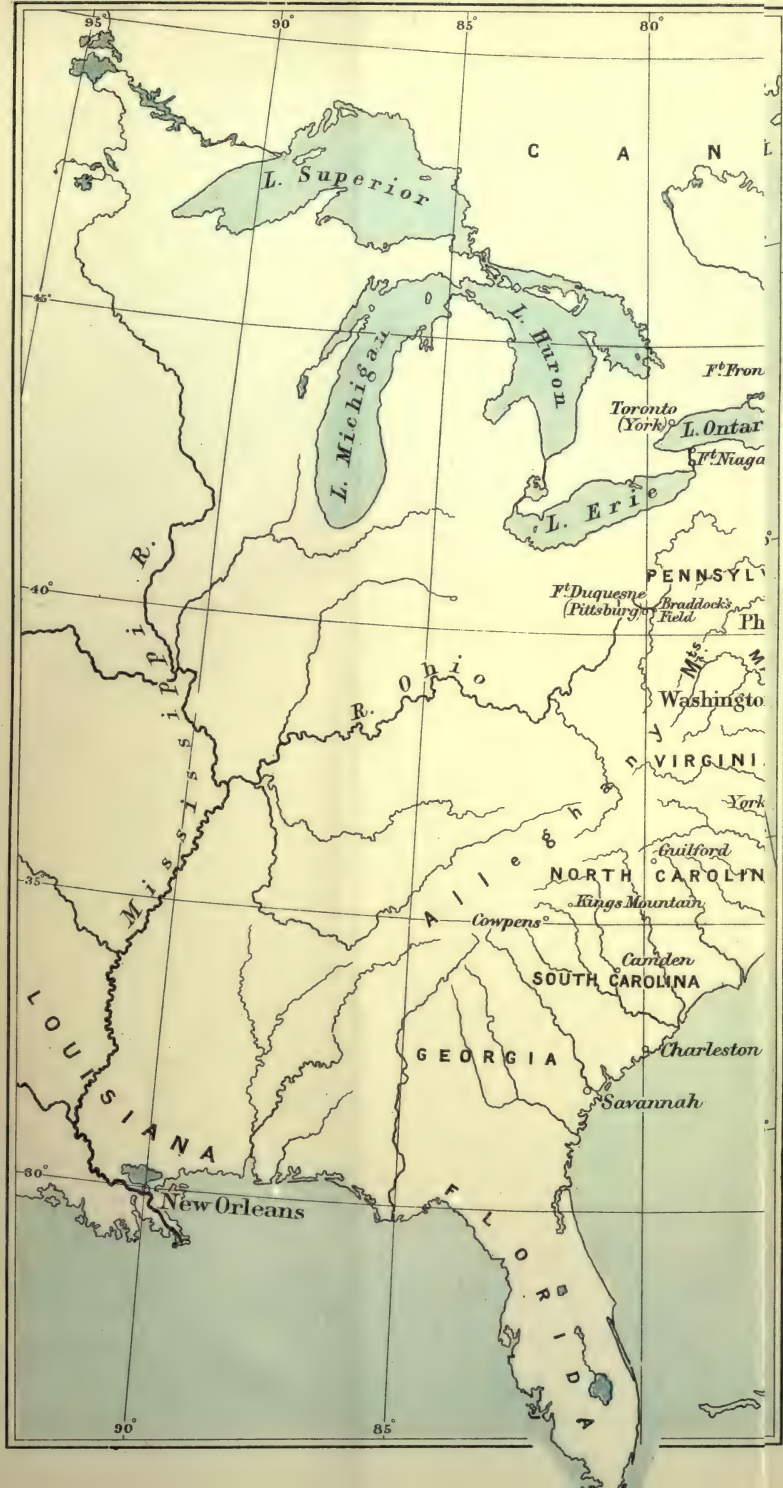 95° 90° 85° 80°
C A N
L. Superior
45°
L. Huron
L. Michigan
Ft. Fron
Toronto
(York)
L. Ontar
Ft. Niaga
L. Erie
40°
PENNSYLV
Ft. Duquesne
(Pittsburg)
Braddock's
Field
Ph
Mts.
M
Washingto
R. Ohio
Mississippi R.
VIRGINI
York
Alleghany
Guilford
NORTH CAROLIN
35°
Kings Mountain
Cowpens
Camden
SOUTH CAROLINA
LOUISIANA
GEORGIA
Charleston
Savannah
30°
New Orleans
FLORIDA
90° 85°